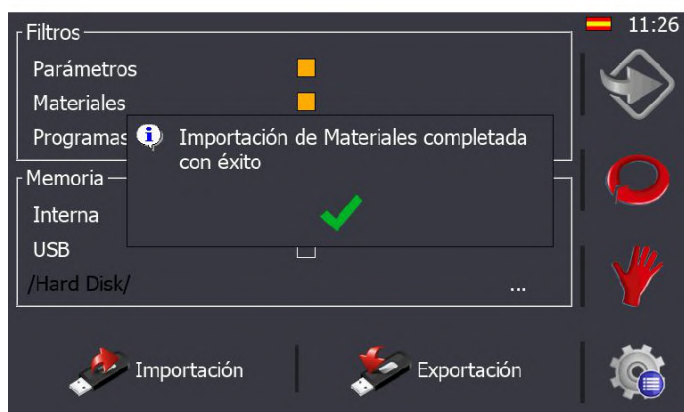 Filtros
11:26
Parámetros
Materiales
Programas
Importación de Materiales completada
con éxito
Memoria
Interna
USB
/Hard Disk/
...
Importación
Exportación